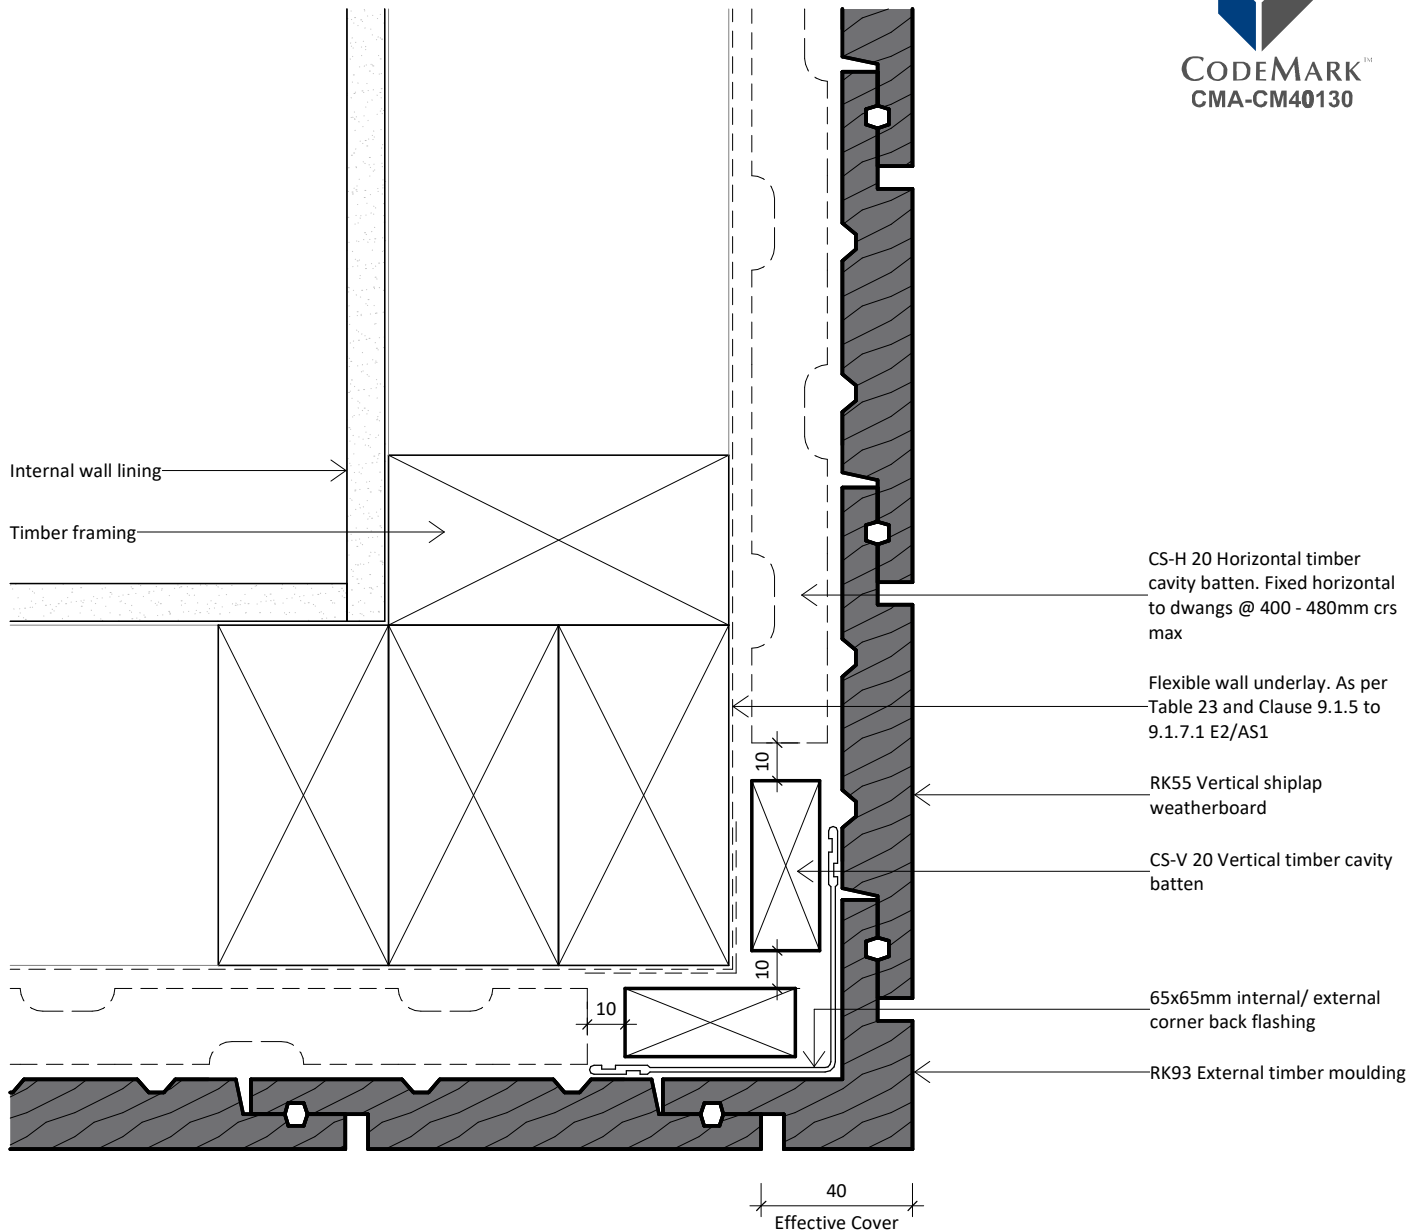 CODEMARK™
CMA-CM40130
Internal wall lining
Timber framing
CS-H 20 Horizontal timber
cavity batten. Fixed horizontal
to dwangs @ 400 - 480mm crs
max
Flexible wall underlay. As per
Table 23 and Clause 9.1.5 to
9.1.7.1 E2/AS1
10
RK55 Vertical shiplap
weatherboard
CS-V 20 Vertical timber cavity
batten
10
10
65x65mm internal/ external
corner back flashing
RK93 External timber moulding
40
Effective Cover